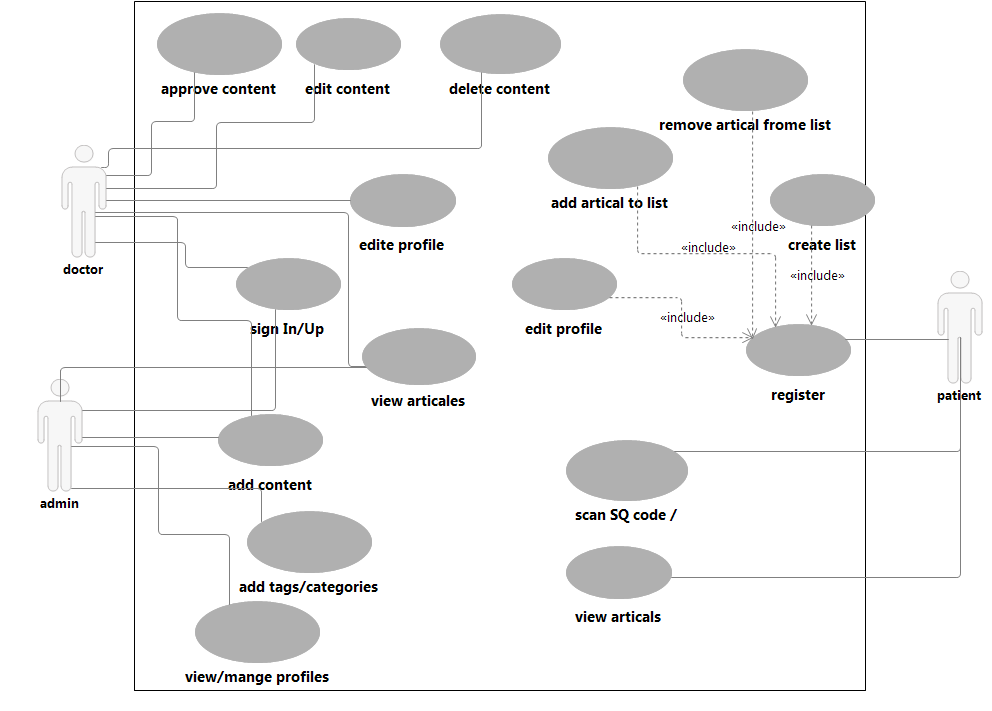 approve content
edit content
delete content
remove artical frome list
add artical to list
«include»
create list
edite profile
«include»
doctor
«include»
«include»
edit profile
sign In/Up
register
patient
view articales
add content
admin
scan SQ code /
add tags/categories
view articals
view/mange profiles